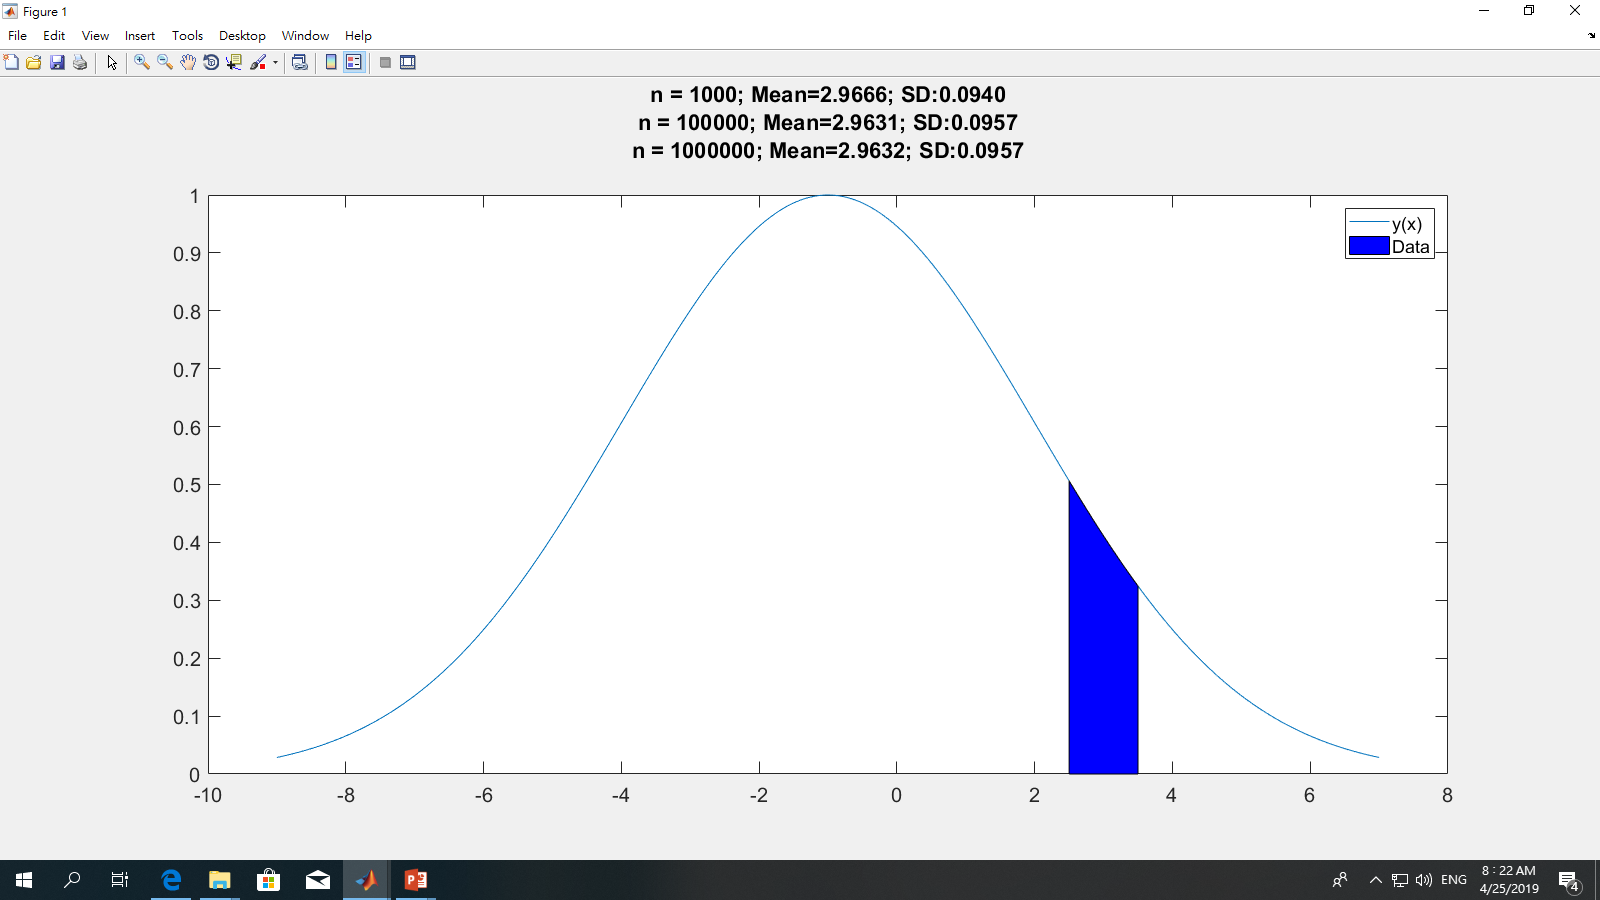 Figure 1
File Edit View Insert Tools Desktop Window Help
n = 1000; Mean=2.9666; SD:0.0940
n = 100000; Mean=2.9631; SD:0.0957
n = 1000000; Mean=2.9632; SD:0.0957
1
0.9
0.8
0.7
0.6
0.5
0.4
0.3
0.2
0.1
0
-10 -8 -6 -4 -2 0 2 4 6 8
y(x)
Data
ENG
8:22 AM
4/25/2019
4